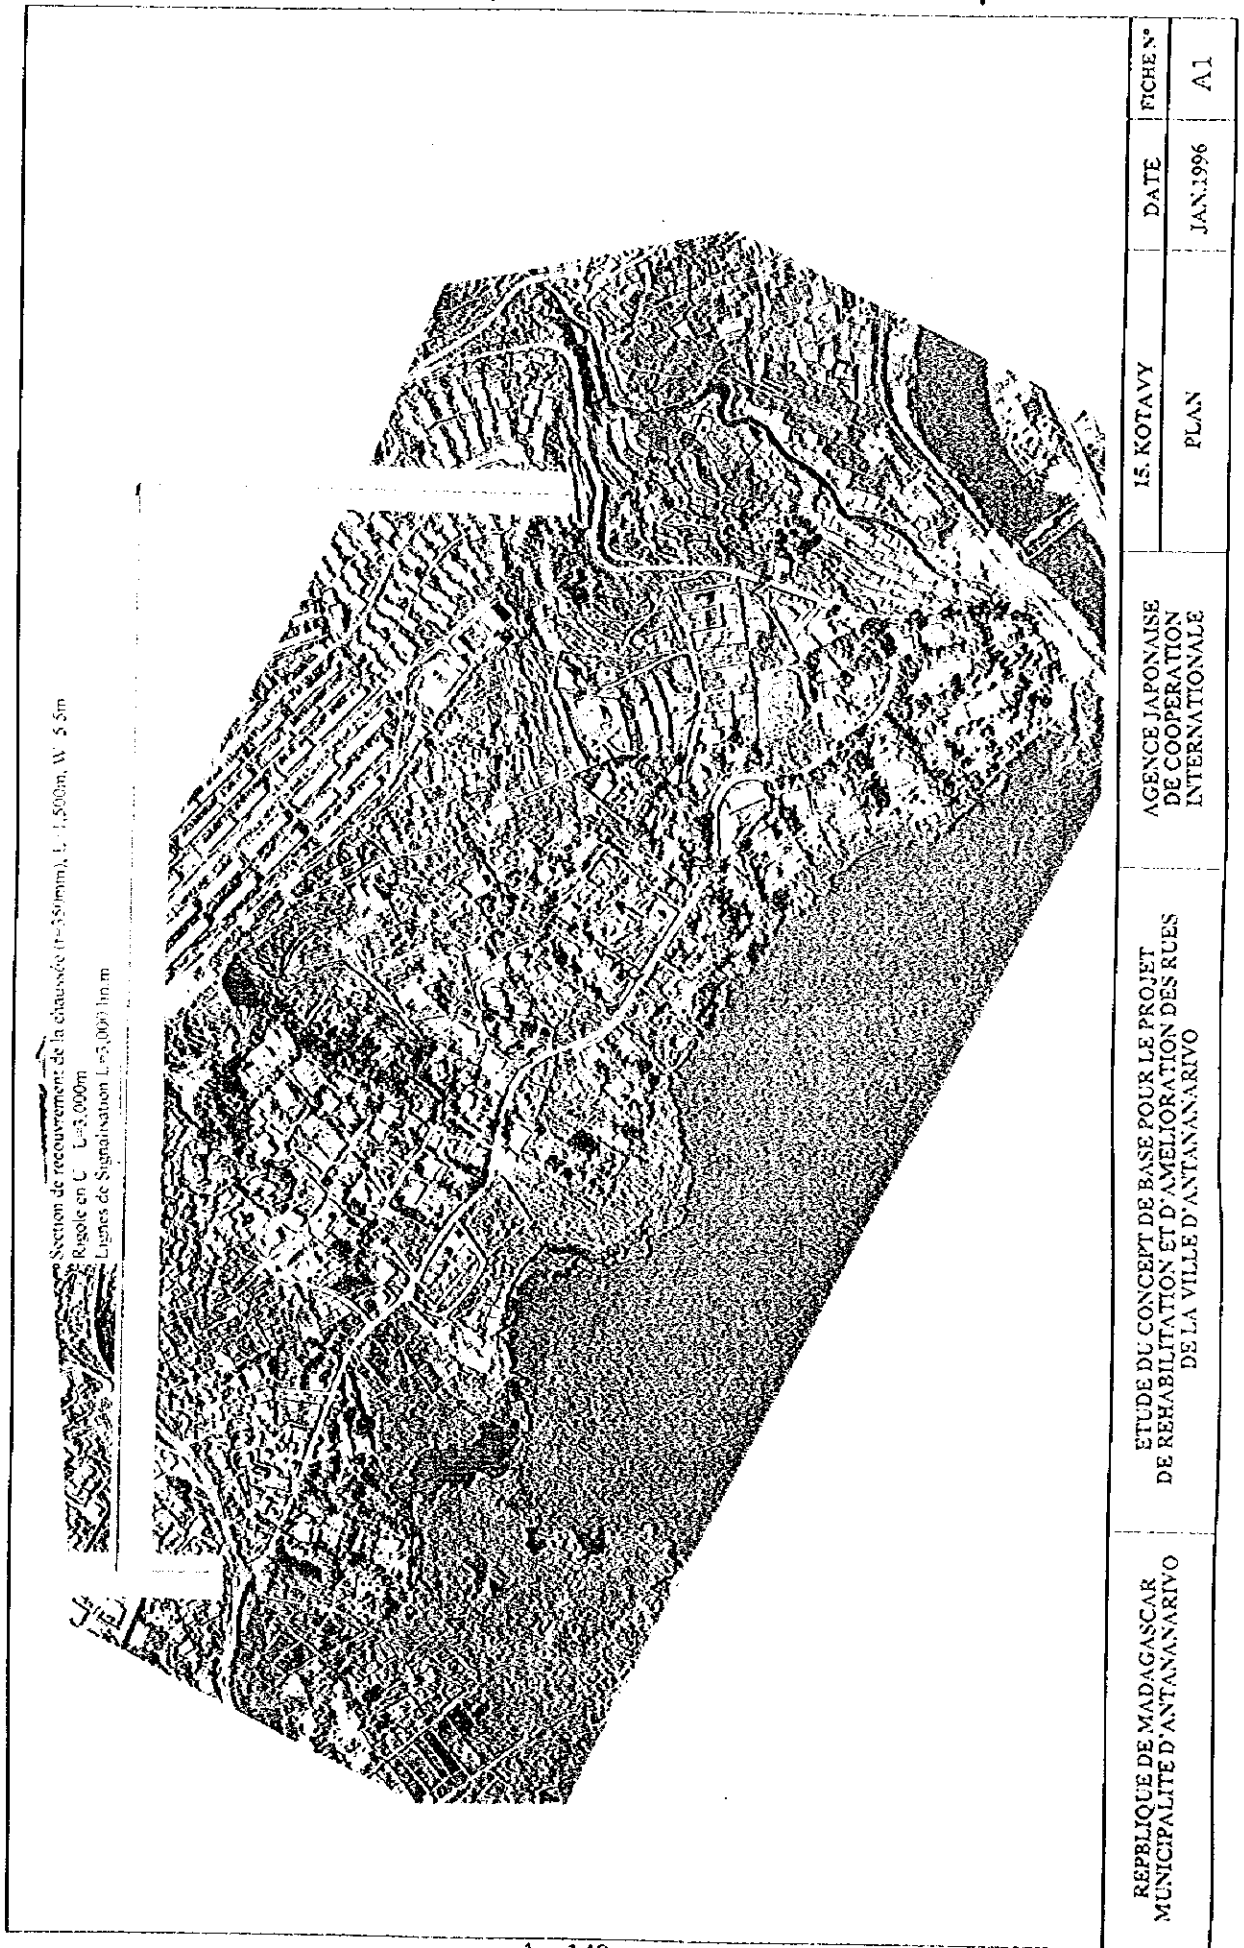 Section de recouvrement de la chaussée (t=350mm), L=1,500m, W=5.5m
Rigole en U L=3,000m
Lignes de Signalisation L=3,000 lin.m
REPBLIQUE DE MADAGASCAR
MUNICIPALITE D'ANTANANARIVO
ETUDE DU CONCEPT DE BASE POUR LE PROJET
DE REHABILITATION ET D'AMELIORATION DES RUES
DE LA VILLE D'ANTANANARIVO
AGENCE JAPONAISE
DE COOPERATION
INTERNATIONALE
15. KOTAVY
PLAN
DATE
JAN.1996
FICHE N°
A1